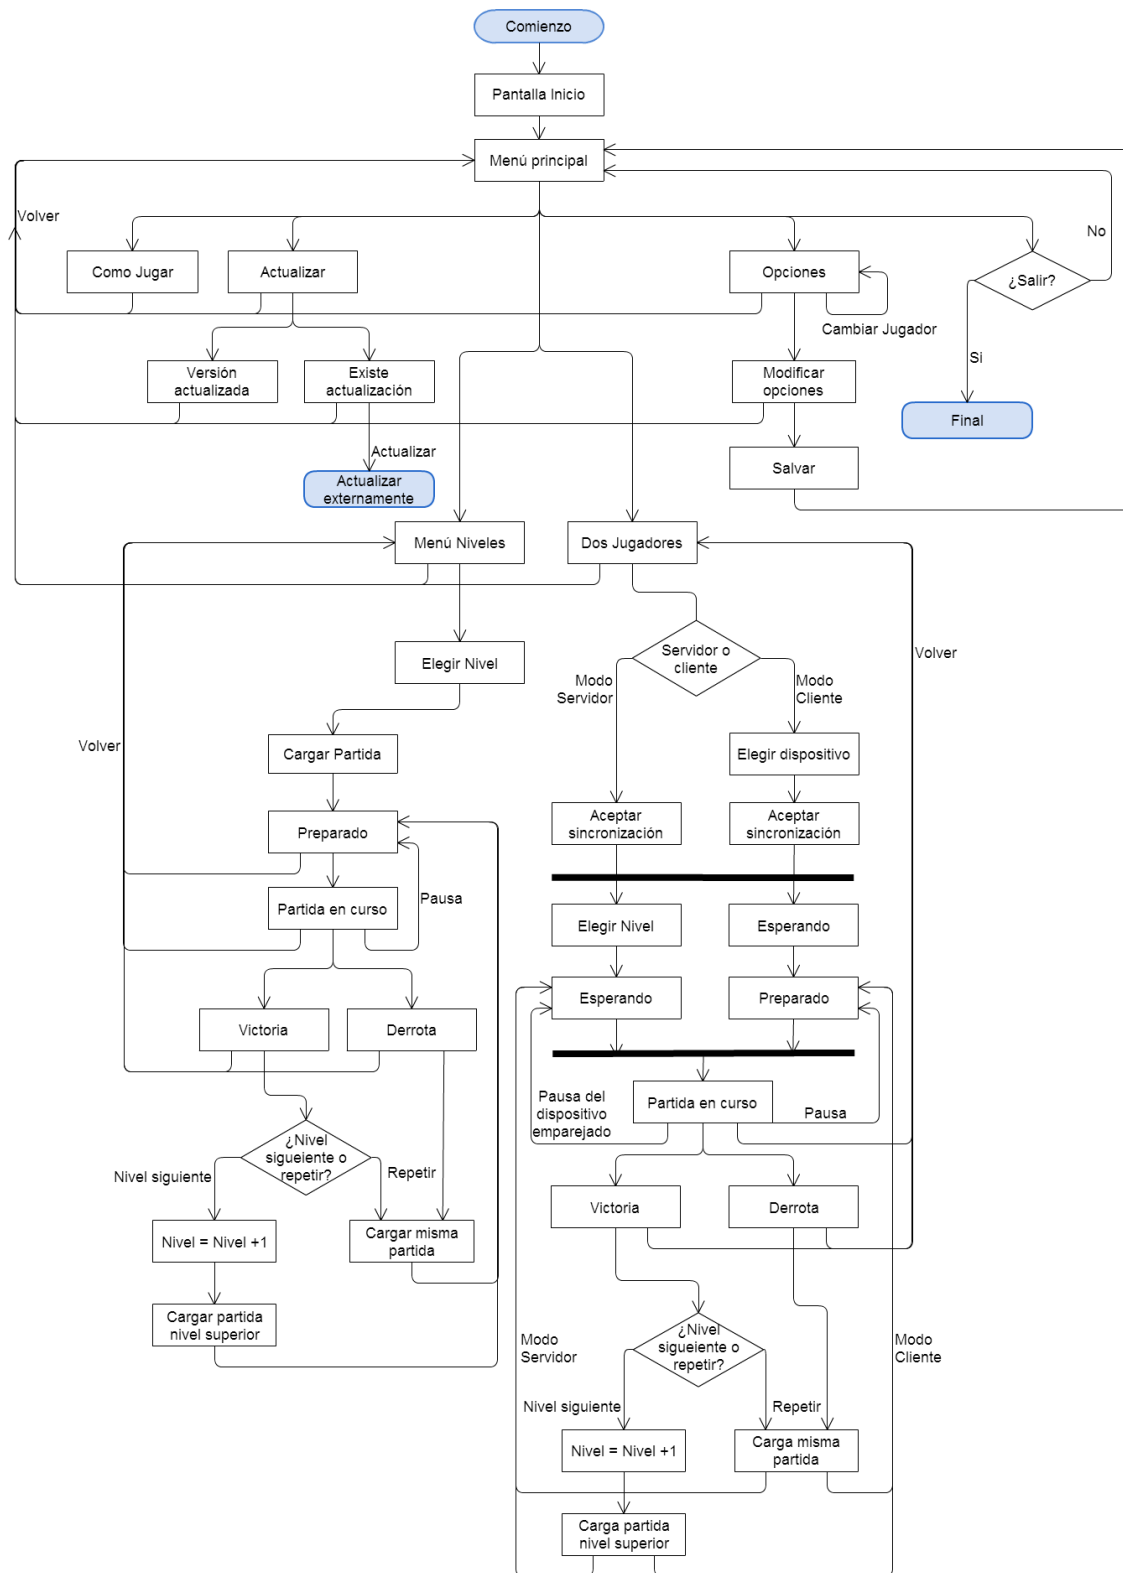 Comienzo
Pantalla Inicio
Menú principal
Volver
No
Como Jugar
Actualizar
Opciones
¿Salir?
Cambiar Jugador
Si
Versión
actualizada
Existe
actualización
Modificar
opciones
Final
Actualizar
Salvar
Actualizar
externamente
Menú Niveles
Dos Jugadores
Elegir Nivel
Servidor o
cliente
Volver
Modo
Servidor
Modo
Cliente
Volver
Cargar Partida
Elegir dispositivo
Preparado
Aceptar
sincronización
Aceptar
sincronización
Pausa
Partida en curso
Elegir Nivel
Esperando
Esperando
Preparado
Victoria
Derrota
Partida en curso
Pausa del
dispositivo
emparejado
Pausa
¿Nivel
sigueiente o
repetir?
Nivel siguiente
Repetir
Victoria
Derrota
Nivel = Nivel +1
Cargar misma
partida
Cargar partida
nivel superior
Modo
Servidor
¿Nivel
sigueiente o
repetir?
Modo
Cliente
Nivel siguiente
Repetir
Nivel = Nivel +1
Carga misma
partida
Carga partida
nivel superior